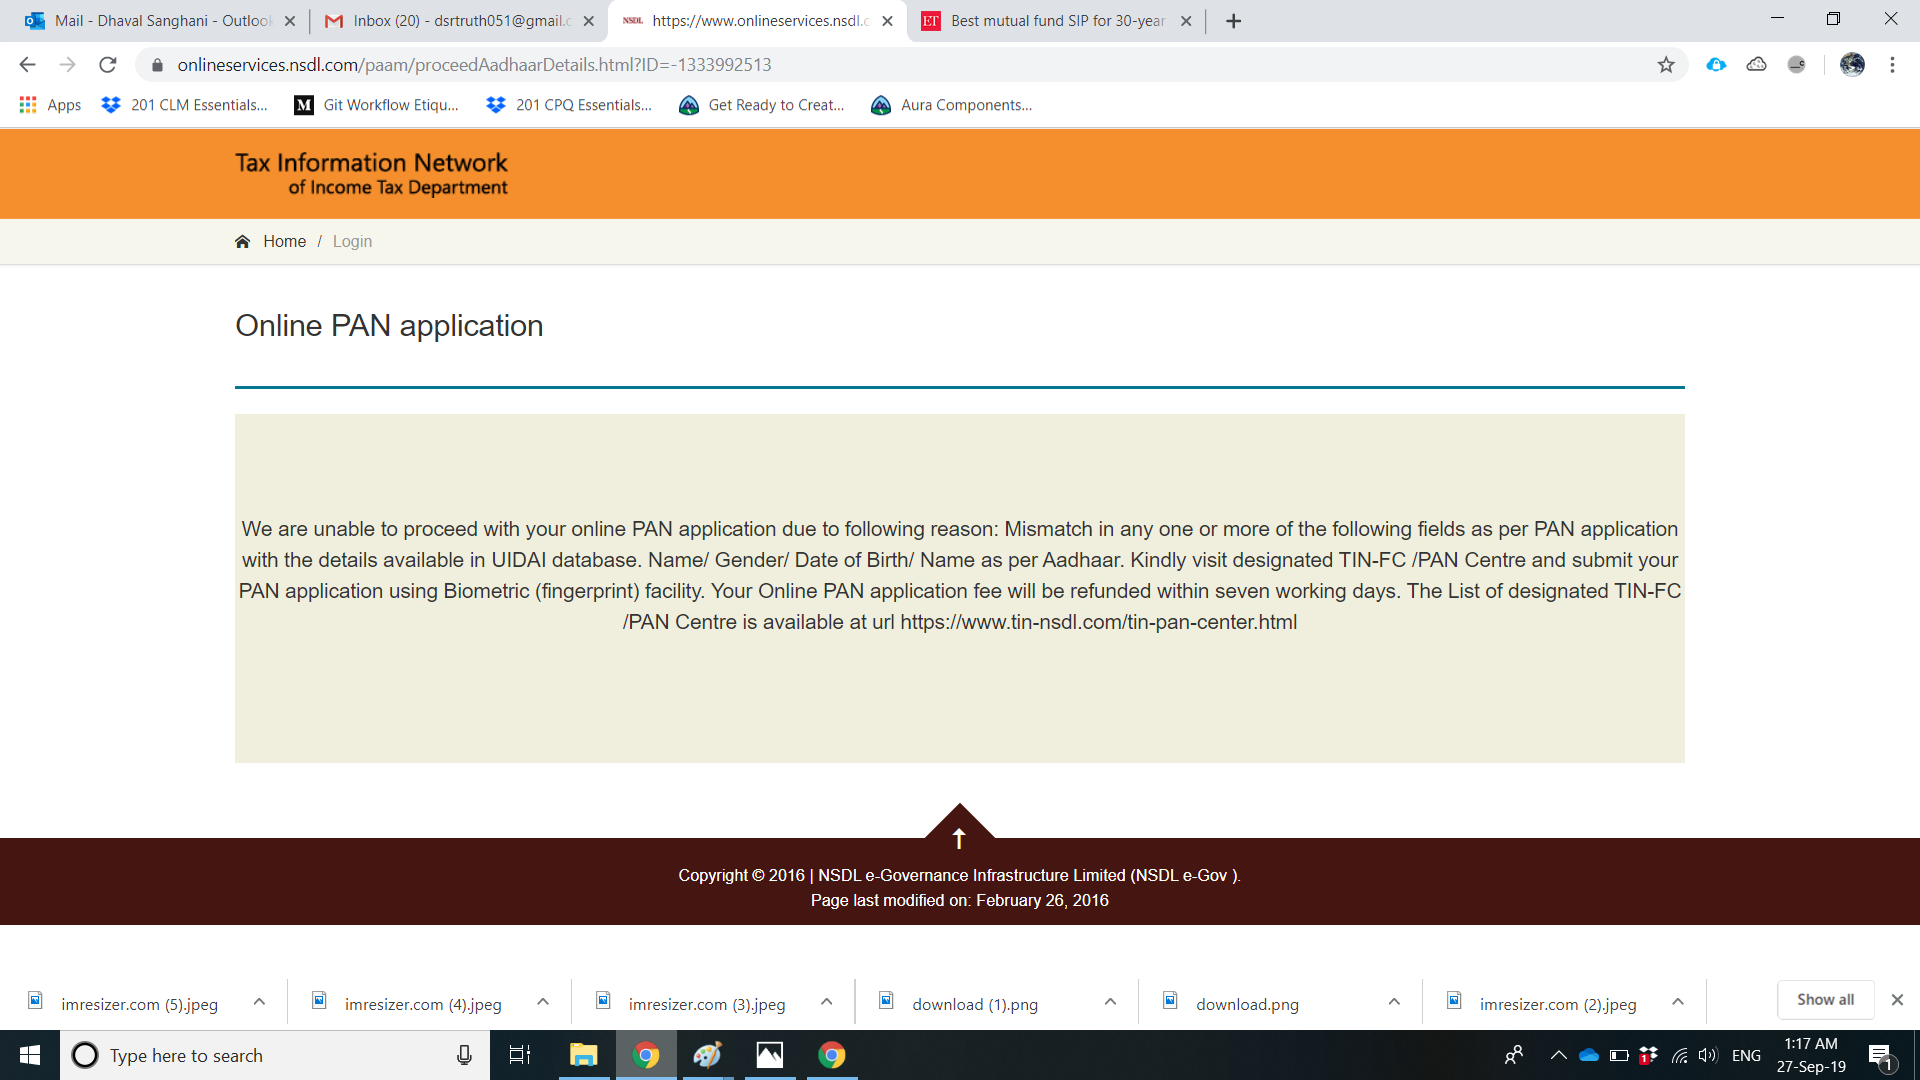 Mail - Dhaval Sanghani - Outlook
Inbox (20) - dsrtruth051@gmail.c
NSDL https://www.onlineservices.nsdl.c
ET Best mutual fund SIP for 30-year
onlineservices.nsdl.com/paam/proceedAadhaarDetails.html?ID=-1333992513
Apps 201 CLM Essentials... M Git Workflow Etiqu... 201 CPQ Essentials... Get Ready to Creat... Aura Components...
Tax Information Network
of Income Tax Department
Home / Login
Online PAN application
We are unable to proceed with your online PAN application due to following reason: Mismatch in any one or more of the following fields as per PAN application
with the details available in UIDAI database. Name/ Gender/ Date of Birth/ Name as per Aadhaar. Kindly visit designated TIN-FC /PAN Centre and submit your
PAN application using Biometric (fingerprint) facility. Your Online PAN application fee will be refunded within seven working days. The List of designated TIN-FC
/PAN Centre is available at url https://www.tin-nsdl.com/tin-pan-center.html
Copyright © 2016 | NSDL e-Governance Infrastructure Limited (NSDL e-Gov ).
Page last modified on: February 26, 2016
imresizer.com (5).jpeg imresizer.com (4).jpeg imresizer.com (3).jpeg download (1).png download.png imresizer.com (2).jpeg Show all
Type here to search
1 ENG
1:17 AM
27-Sep-19
1